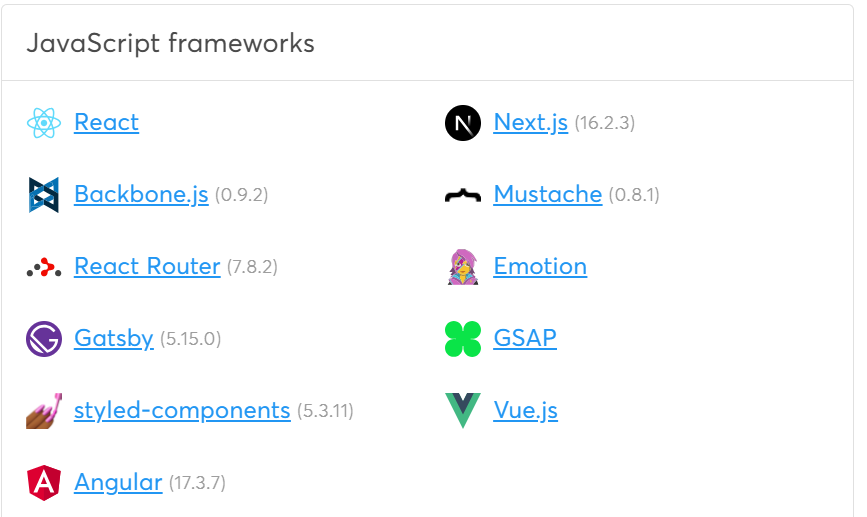 JavaScript frameworks
React
Next.js (16.2.3)
Backbone.js (0.9.2)
Mustache (0.8.1)
React Router (7.8.2)
Emotion
Gatsby (5.15.0)
GSAP
styled-components (5.3.11)
Vue.js
Angular (17.3.7)